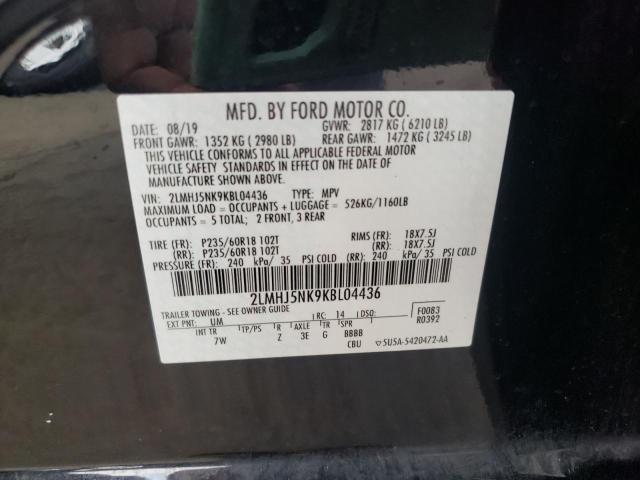 MFD. BY FORD MOTOR CO.
DATE: 08/19 GVWR: 2817 KG ( 6210 LB)
FRONT GAWR: 1352 KG ( 2980 LB) REAR GAWR: 1472 KG ( 3245 LB)
THIS VEHICLE CONFORMS TO ALL APPLICABLE FEDERAL MOTOR
VEHICLE SAFETY STANDARDS IN EFFECT ON THE DATE OF
MANUFACTURE SHOWN ABOVE.
VIN: 2LMHJ5NK9KBL04436 TYPE: MPV
MAXIMUM LOAD = OCCUPANTS + LUGGAGE = 526KG/1160LB
OCCUPANTS = 5 TOTAL; 2 FRONT, 3 REAR
TIRE (FR): P235/60R18 102T RIMS (FR): 18X7.5J
(RR): P235/60R18 102T (RR): 18X7.5J
PRESSURE (FR): 240 kPa/ 35 PSI COLD (RR): 240 kPa/ 35 PSI COLD
2LMHJ5NK9KBL04436
TRAILER TOWING - SEE OWNER GUIDE
EXT PNT: UM RC: 14 DSO: F0083
R0392
INT TR TP/PS R AXLE TR SPR
7W Z 3E G BBBB
CBU 5U5A-5420472-AA